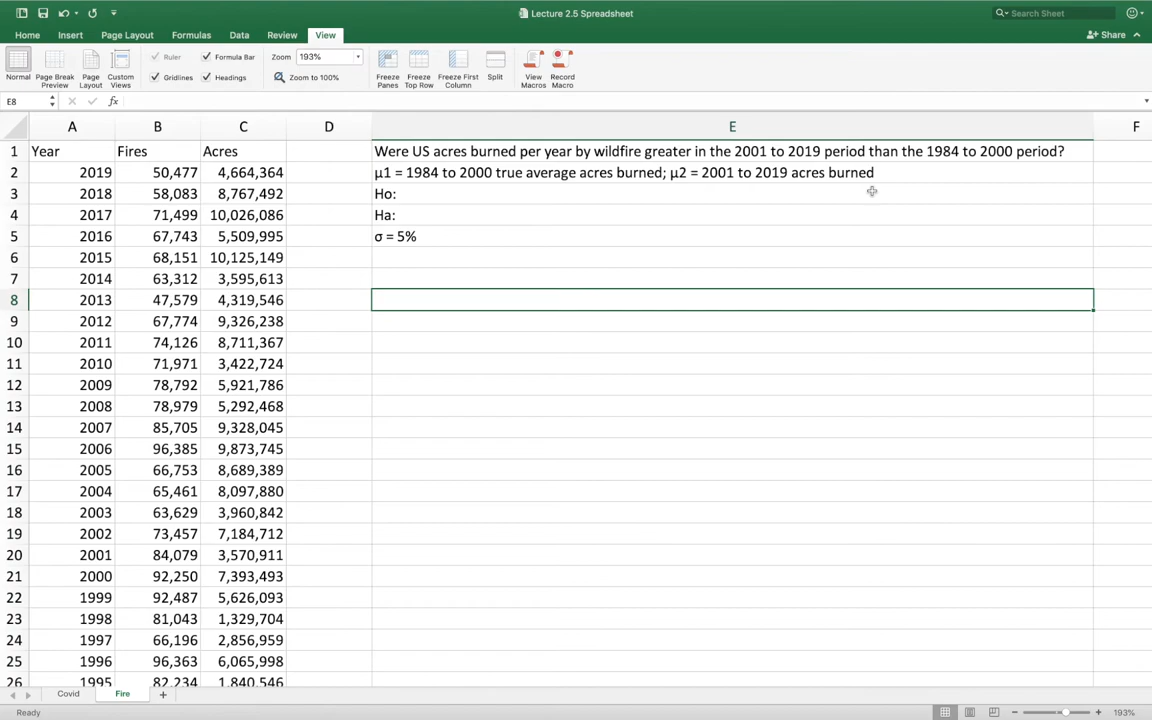 Lecture 2.5 Spreadsheet
Search Sheet
Home Insert Page Layout Formulas Data Review View
Share
Normal
Page Break Preview
Page Layout
Custom Views
Ruler
Formula Bar
Gridlines
Headings
Zoom 193%
Zoom to 100%
Freeze Panes
Freeze Top Row
Freeze First Column
Split
View Macros
Record Macro
E8 fx
A B C D E F
1 Year Fires Acres Were US acres burned per year by wildfire greater in the 2001 to 2019 period than the 1984 to 2000 period?
2 2019 50,477 4,664,364 μ1 = 1984 to 2000 true average acres burned; μ2 = 2001 to 2019 acres burned
3 2018 58,083 8,767,492 Ho:
4 2017 71,499 10,026,086 Ha:
5 2016 67,743 5,509,995 σ = 5%
6 2015 68,151 10,125,149
7 2014 63,312 3,595,613
8 2013 47,579 4,319,546
9 2012 67,774 9,326,238
10 2011 74,126 8,711,367
11 2010 71,971 3,422,724
12 2009 78,792 5,921,786
13 2008 78,979 5,292,468
14 2007 85,705 9,328,045
15 2006 96,385 9,873,745
16 2005 66,753 8,689,389
17 2004 65,461 8,097,880
18 2003 63,629 3,960,842
19 2002 73,457 7,184,712
20 2001 84,079 3,570,911
21 2000 92,250 7,393,493
22 1999 92,487 5,626,093
23 1998 81,043 1,329,704
24 1997 66,196 2,856,959
25 1996 96,363 6,065,998
26 1995 82,234 1,840,546
Covid Fire
Ready 193%